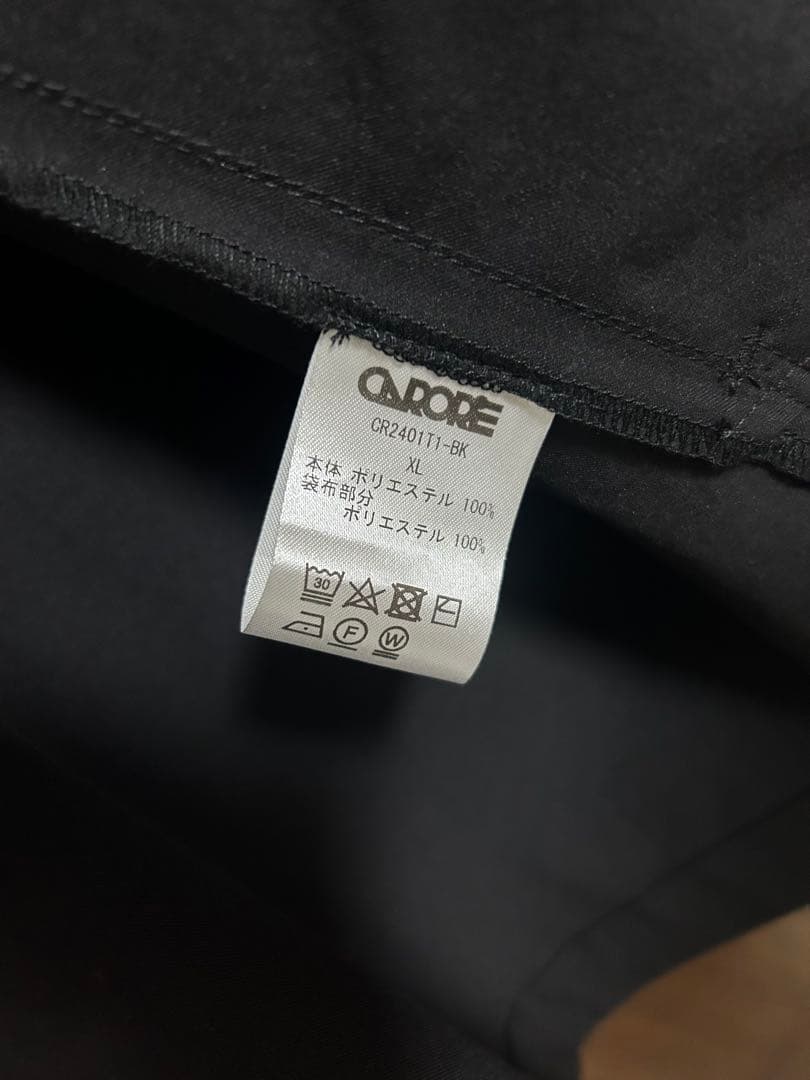 CARORE
CR2401T1-BK
XL
本体 ポリエステル 100%
袋布部分
ポリエステル 100%
30
F W